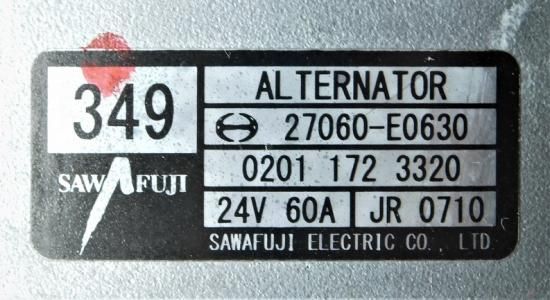 349
ALTERNATOR
27060-E0630
0201 172 3320
SAWAFUJI
24V 60A JR 0710
SAWAFUJI ELECTRIC CO., LTD